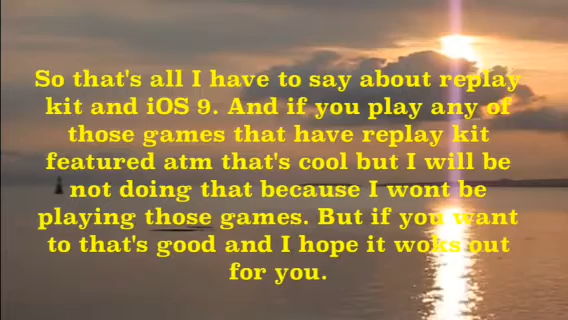 So that's all I have to say about replay
kit and iOS 9. And if you play any of
those games that have replay kit
featured atm that's cool but I will be
not doing that because I wont be
playing those games. But if you want
to that's good and I hope it woks out
for you.